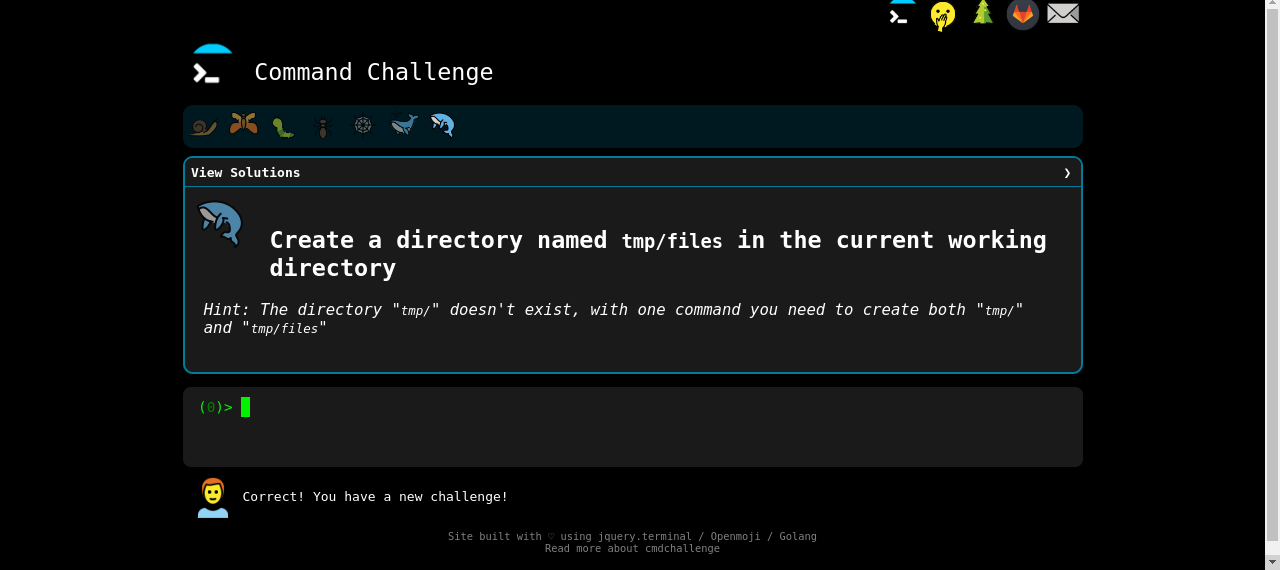 Command Challenge
View Solutions ❯
Create a directory named tmp/files in the current working
directory
Hint: The directory "tmp/" doesn't exist, with one command you need to create both "tmp/"
and "tmp/files"
(0)>
Correct! You have a new challenge!
Site built with ♡ using jquery.terminal / Openmoji / Golang
Read more about cmdchallenge